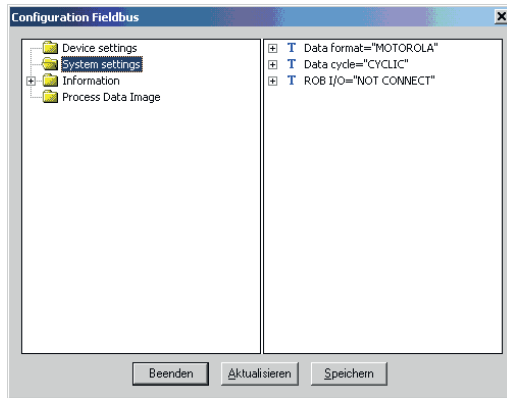 Configuration Fieldbus
Device settings
System settings
Information
Process Data Image
T Data format="MOTOROLA"
T Data cycle="CYCLIC"
T ROB I/O="NOT CONNECT"
Beenden Aktualisieren Speichern